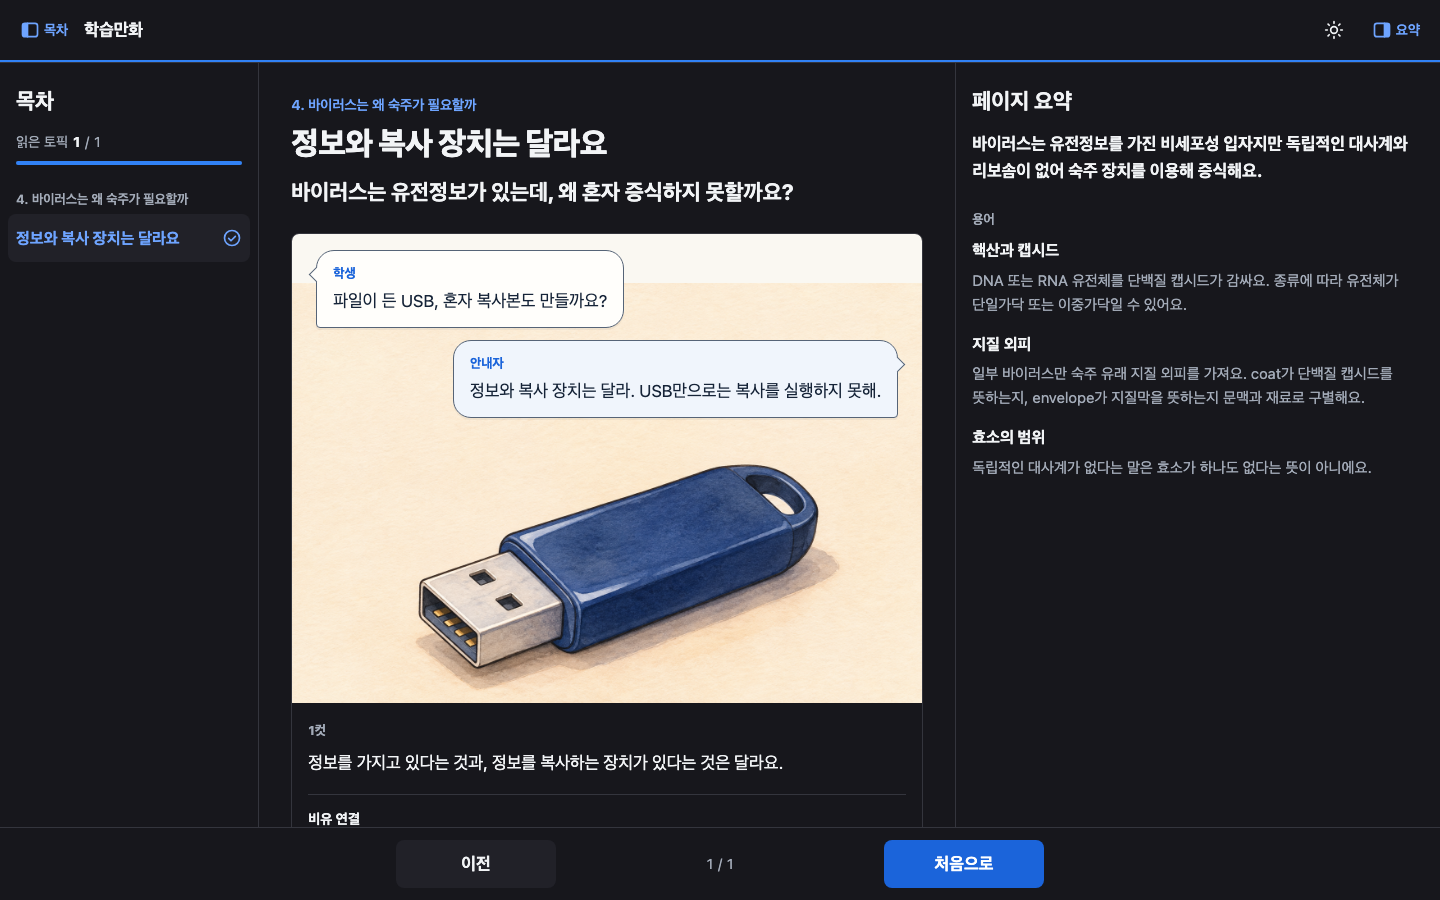 목차
학습만화
요약
목차
읽은 토픽 1 / 1
4. 바이러스는 왜 숙주가 필요할까
정보와 복사 장치는 달라요
4. 바이러스는 왜 숙주가 필요할까
정보와 복사 장치는 달라요
바이러스는 유전정보가 있는데, 왜 혼자 증식하지 못할까요?
학생
파일이 든 USB, 혼자 복사본도 만들까요?
안내자
정보와 복사 장치는 달라. USB만으로는 복사를 실행하지 못해.
1컷
정보를 가지고 있다는 것과, 정보를 복사하는 장치가 있다는 것은 달라요.
비유 연결
페이지 요약
바이러스는 유전정보를 가진 비세포성 입자지만 독립적인 대사계와
리보솜이 없어 숙주 장치를 이용해 증식해요.
용어
핵산과 캡시드
DNA 또는 RNA 유전체를 단백질 캡시드가 감싸요. 종류에 따라 유전체가
단일가닥 또는 이중가닥일 수 있어요.
지질 외피
일부 바이러스만 숙주 유래 지질 외피를 가져요. coat가 단백질 캡시드를
뜻하는지, envelope가 지질막을 뜻하는지 문맥과 재료로 구별해요.
효소의 범위
독립적인 대사계가 없다는 말은 효소가 하나도 없다는 뜻이 아니에요.
이전
1 / 1
처음으로